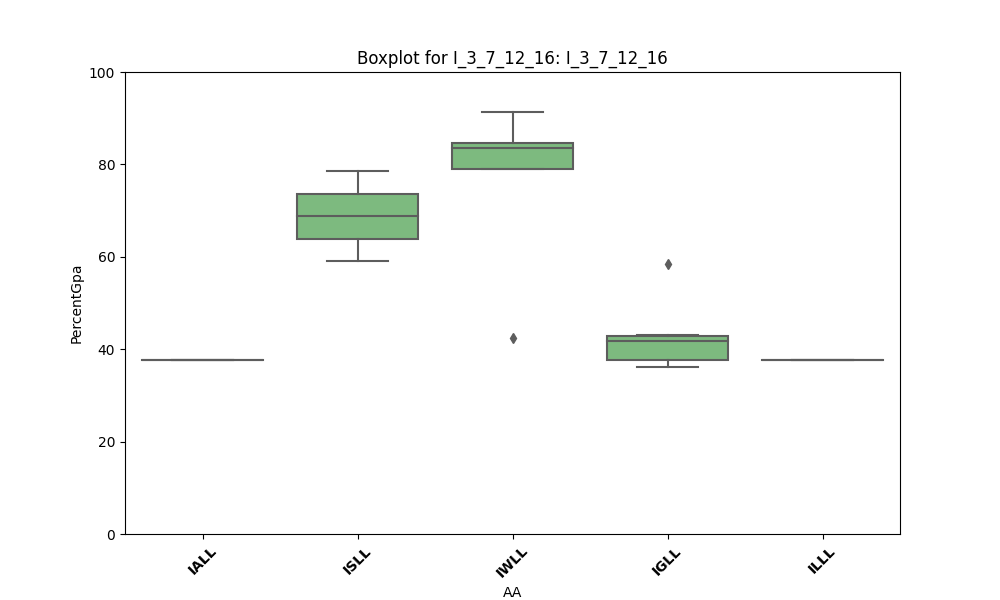 Boxplot for I_3_7_12_16: I_3_7_12_16
PercentGpa
100
80
60
40
20
0
IALL
ISLL
IWLL
IGLL
ILLL
AA